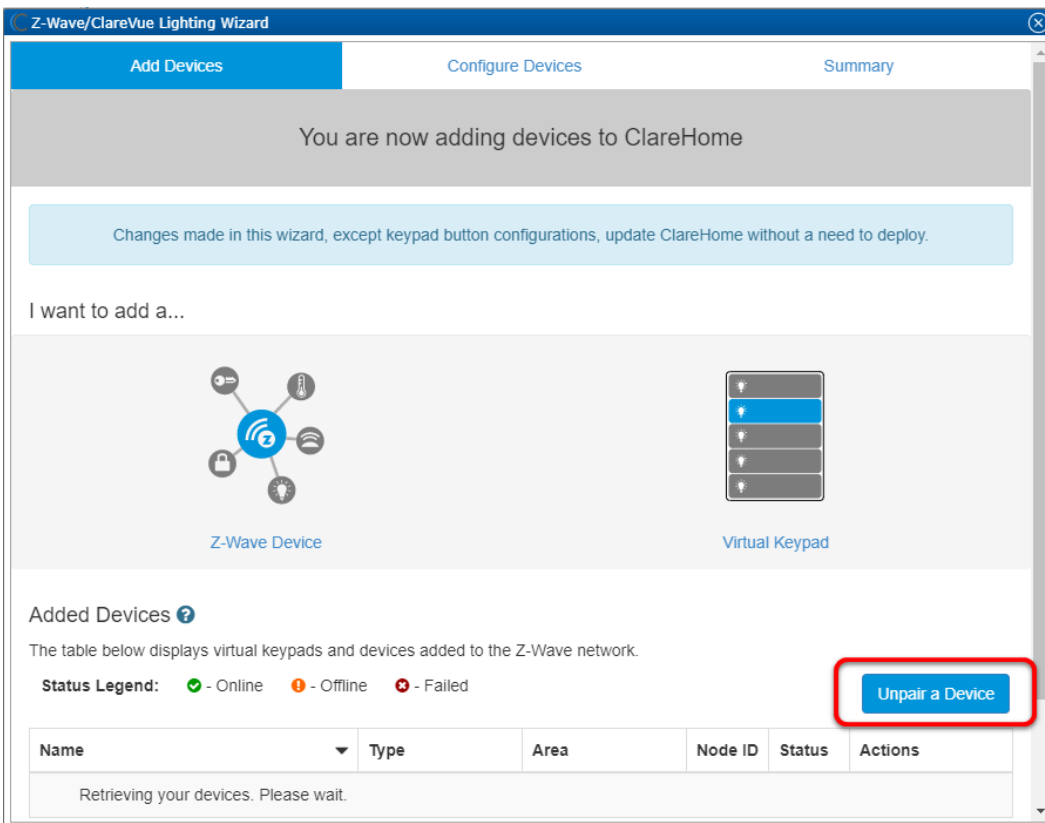 Z-Wave/ClareVue Lighting Wizard
Add Devices Configure Devices Summary
You are now adding devices to ClareHome
Changes made in this wizard, except keypad button configurations, update ClareHome without a need to deploy.
I want to add a...
Z-Wave Device Virtual Keypad
Added Devices
The table below displays virtual keypads and devices added to the Z-Wave network.
Status Legend: - Online - Offline - Failed
Unpair a Device
Name Type Area Node ID Status Actions
Retrieving your devices. Please wait.